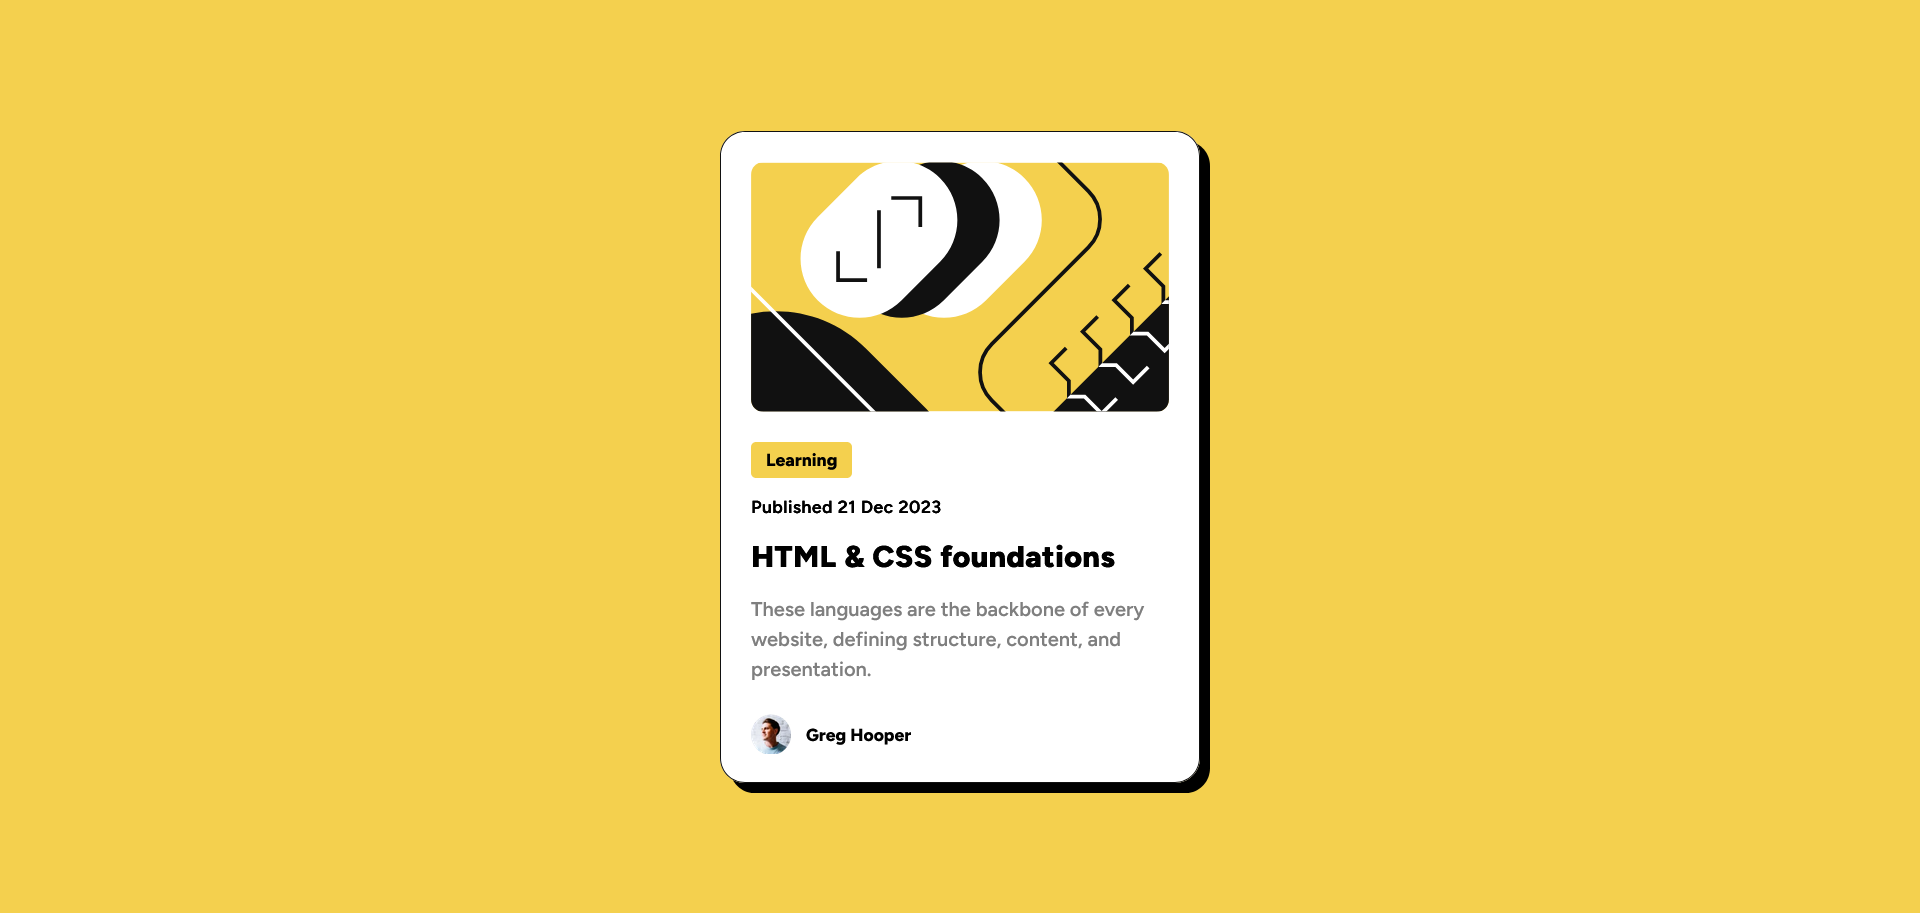 Learning
Published 21 Dec 2023
HTML & CSS foundations
These languages are the backbone of every
website, defining structure, content, and
presentation.
Greg Hooper